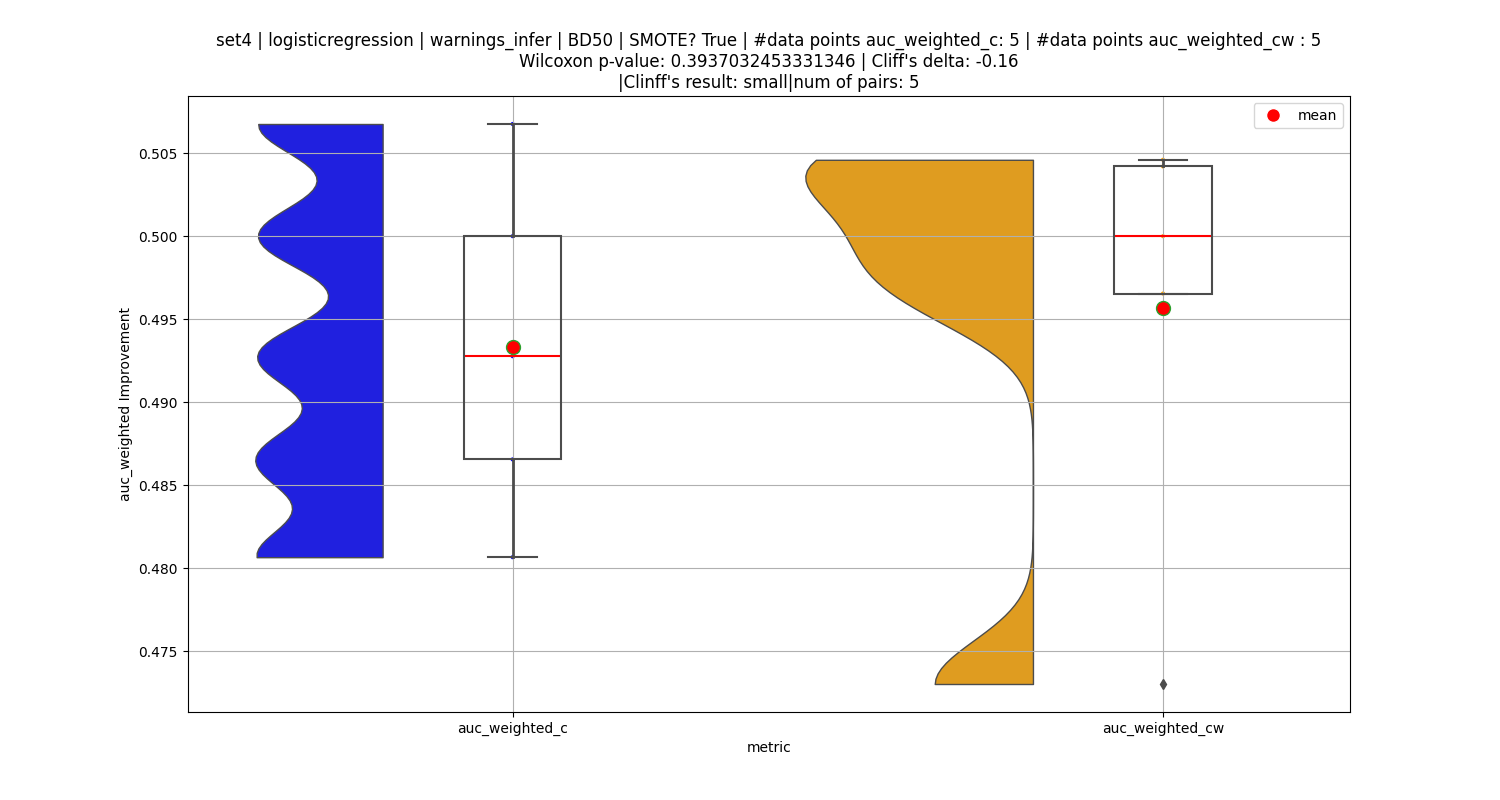 set4 | logisticregression | warnings_infer | BD50 | SMOTE? True | #data points auc_weighted_c: 5 | #data points auc_weighted_cw : 5
Wilcoxon p-value: 0.3937032453331346 | Cliff's delta: -0.16
|Clinff's result: small|num of pairs: 5
mean
0.505
0.500
0.495
0.490
0.485
0.480
0.475
auc_weighted Improvement
auc_weighted_c
auc_weighted_cw
metric